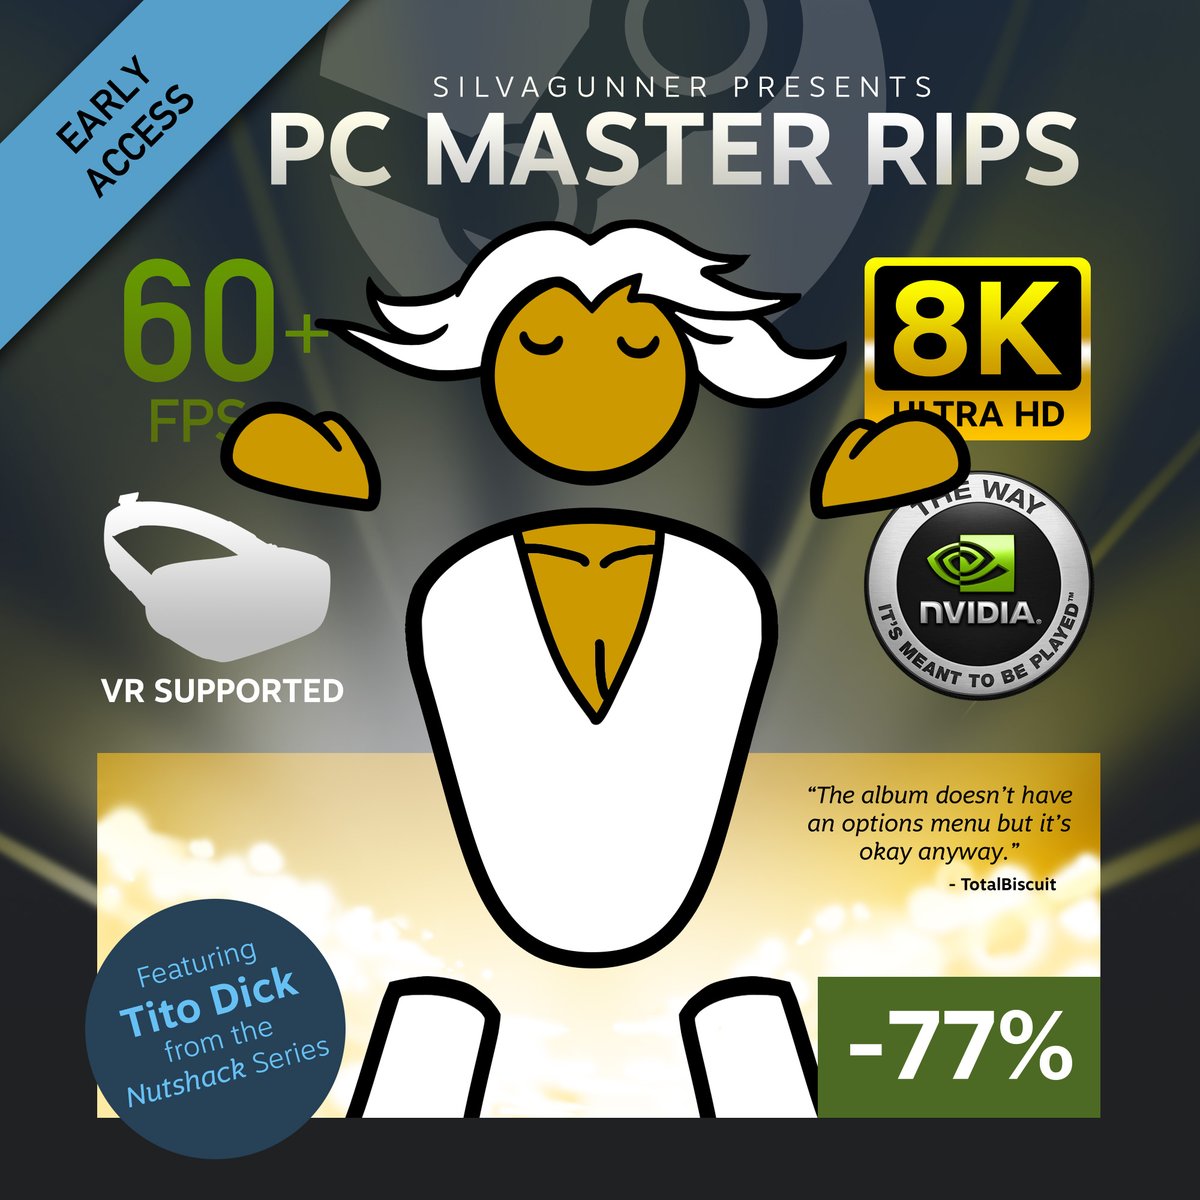 EARLY
ACCESS
SILVAGUNNER PRESENTS
PC MASTER RIPS
60+
FPS
8K
ULTRA HD
VR SUPPORTED
THE WAY
NVIDIA.
IT'S MEANT TO BE PLAYED™
“The album doesn’t have
an options menu but it’s
okay anyway.”
- TotalBiscuit
Featuring
Tito Dick
from the
Nutshack Series
-77%